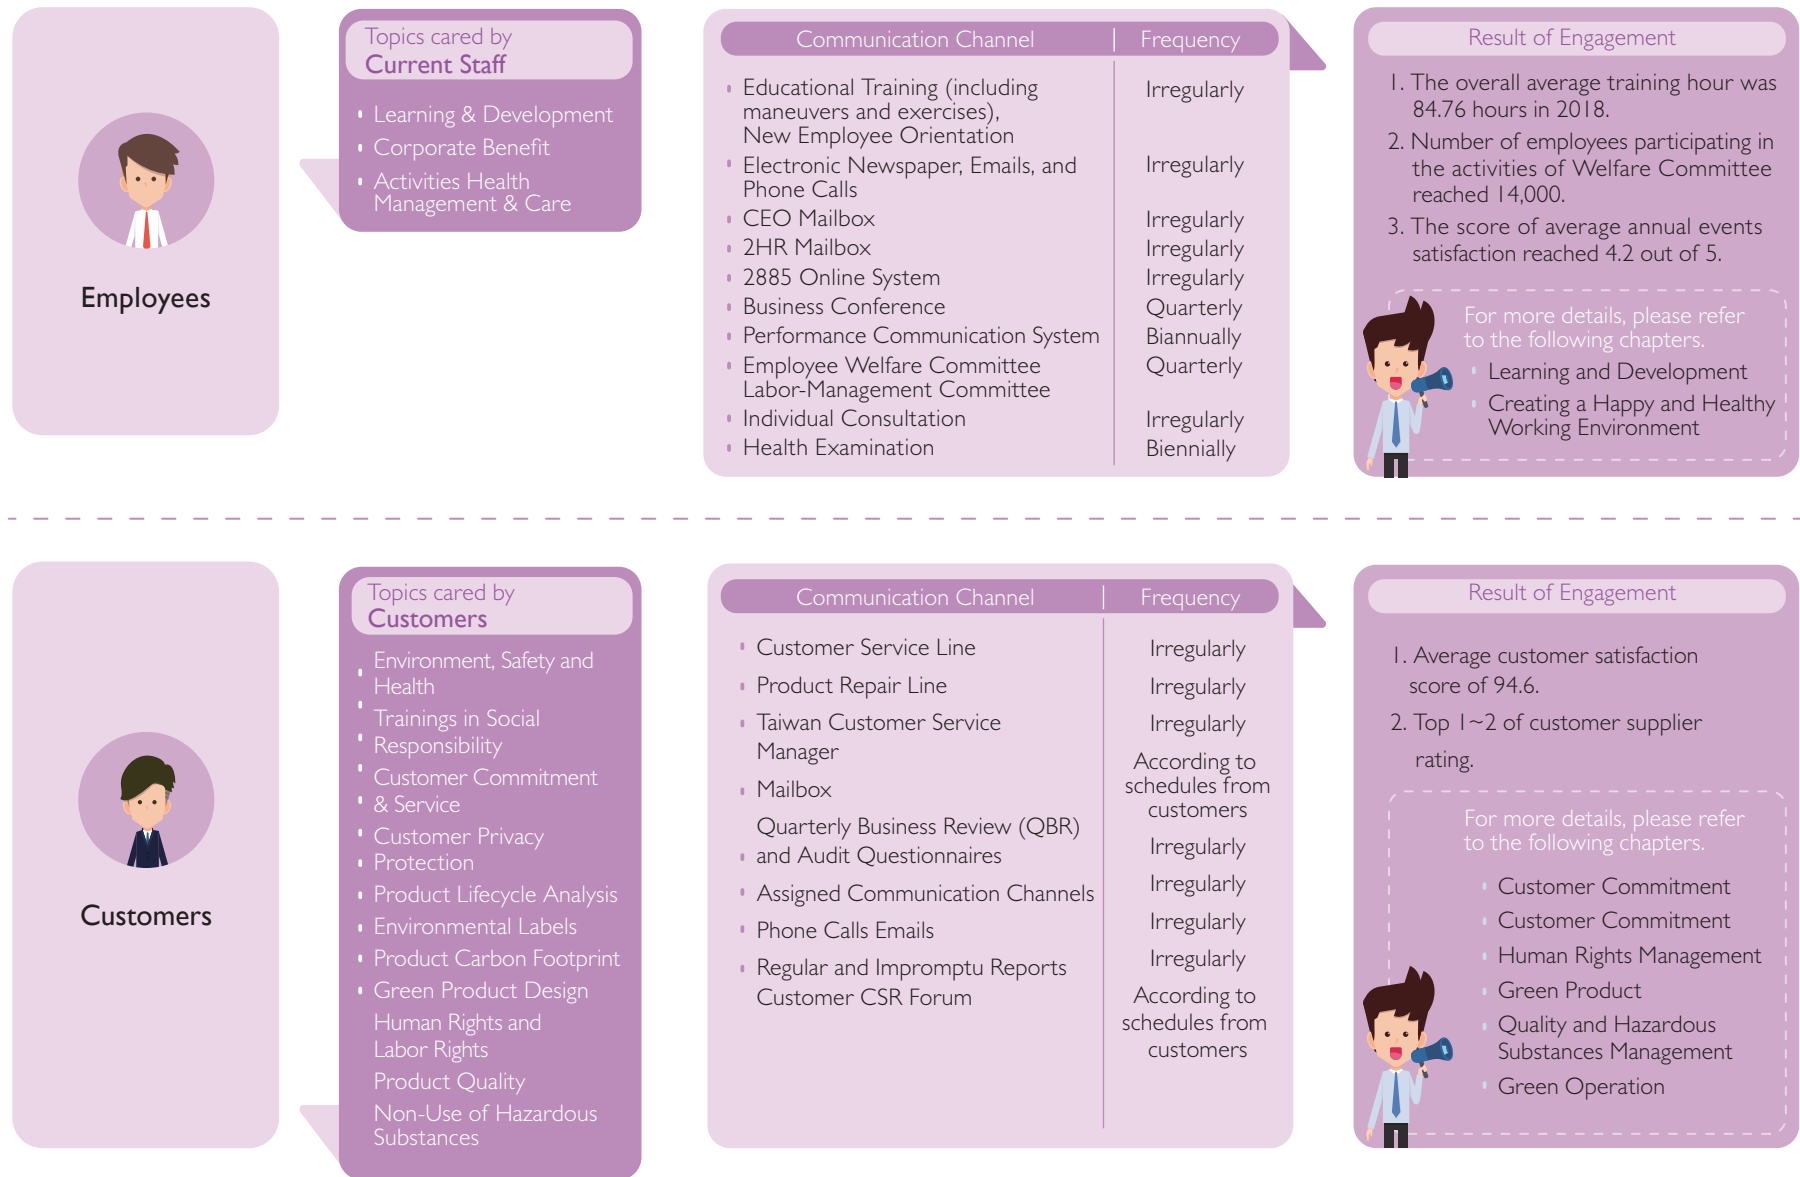 Employees
Topics cared by
Current Staff
Learning & Development
Corporate Benefit
Activities Health
Management & Care
Communication Channel
Frequency
Educational Training (including
maneuvers and exercises),
New Employee Orientation
Irregularly
Electronic Newspaper, Emails, and
Phone Calls
Irregularly
CEO Mailbox
Irregularly
2HR Mailbox
Irregularly
2885 Online System
Irregularly
Business Conference
Quarterly
Performance Communication System
Biannually
Employee Welfare Committee
Labor-Management Committee
Quarterly
Individual Consultation
Irregularly
Health Examination
Biennially
Result of Engagement
1. The overall average training hour was
84.76 hours in 2018.
2. Number of employees participating in
the activities of Welfare Committee
reached 14,000.
3. The score of average annual events
satisfaction reached 4.2 out of 5.
For more details, please refer
to the following chapters.
Learning and Development
Creating a Happy and Healthy
Working Environment
Customers
Topics cared by
Customers
Environment, Safety and
Health
Trainings in Social
Responsibility
Customer Commitment
& Service
Customer Privacy
Protection
Product Lifecycle Analysis
Environmental Labels
Product Carbon Footprint
Green Product Design
Human Rights and
Labor Rights
Product Quality
Non-Use of Hazardous
Substances
Communication Channel
Frequency
Customer Service Line
Product Repair Line
Taiwan Customer Service
Manager
Mailbox
Quarterly Business Review (QBR)
and Audit Questionnaires
Assigned Communication Channels
Phone Calls Emails
Regular and Impromptu Reports
Customer CSR Forum
Irregularly
Irregularly
Irregularly
According to
schedules from
customers
Irregularly
Irregularly
Irregularly
Irregularly
According to
schedules from
customers
Result of Engagement
1. Average customer satisfaction
score of 94.6.
2. Top 1~2 of customer supplier
rating.
For more details, please refer
to the following chapters.
Customer Commitment
Customer Commitment
Human Rights Management
Green Product
Quality and Hazardous
Substances Management
Green Operation